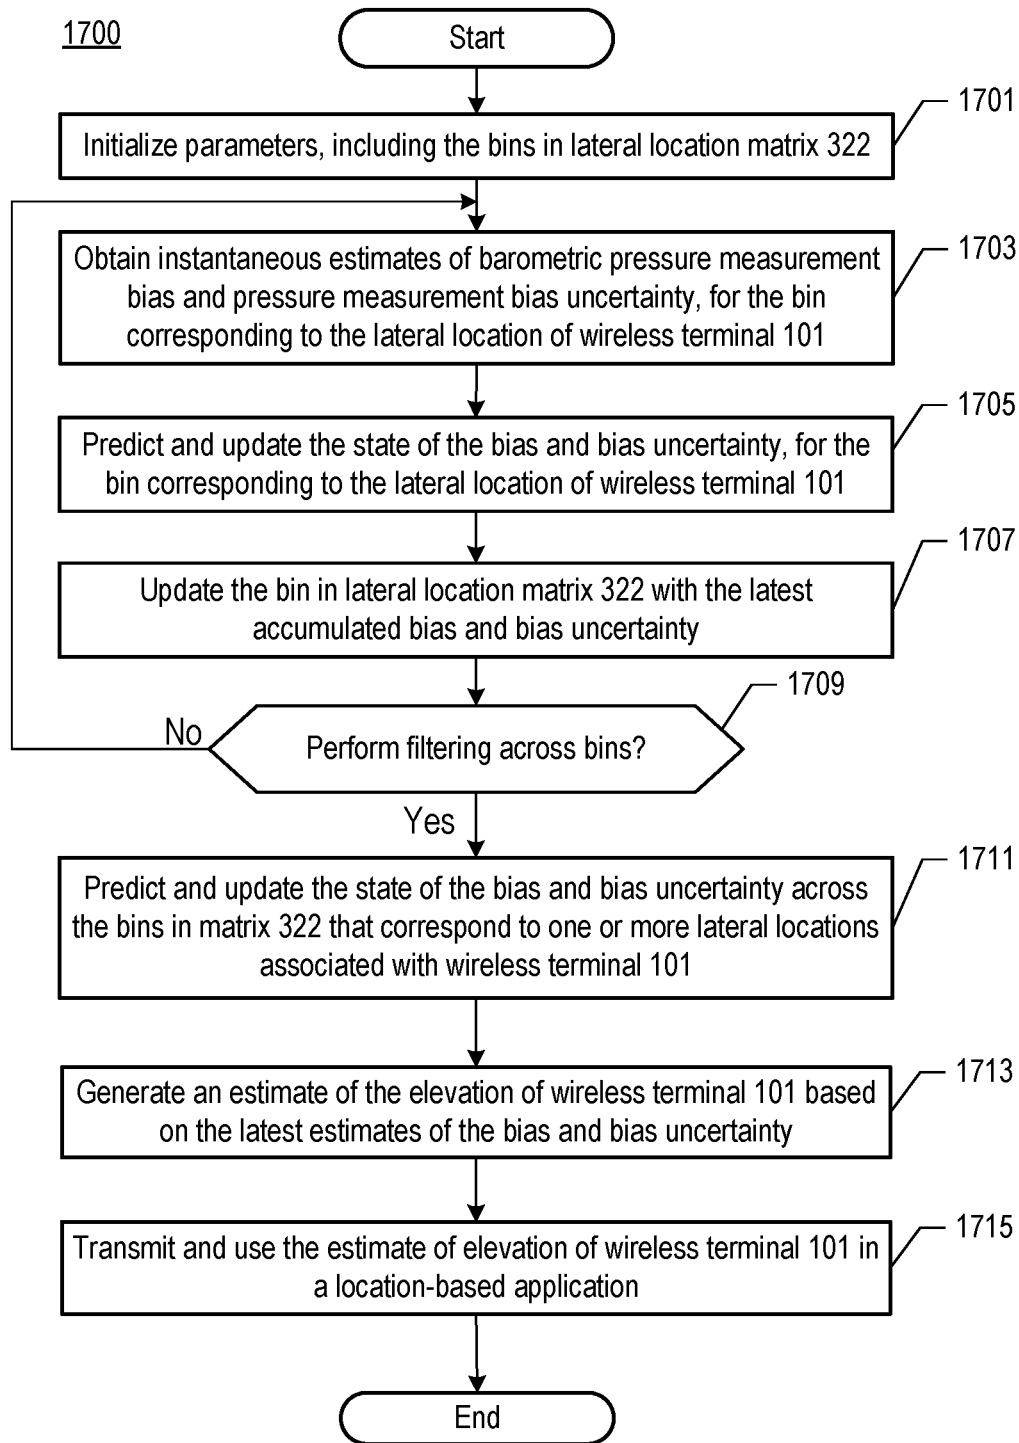 1700
Start
1701
Initialize parameters, including the bins in lateral location matrix 322
1703
Obtain instantaneous estimates of barometric pressure measurement
bias and pressure measurement bias uncertainty, for the bin
corresponding to the lateral location of wireless terminal 101
1705
Predict and update the state of the bias and bias uncertainty, for the
bin corresponding to the lateral location of wireless terminal 101
1707
Update the bin in lateral location matrix 322 with the latest
accumulated bias and bias uncertainty
1709
No
Perform filtering across bins?
Yes
1711
Predict and update the state of the bias and bias uncertainty across
the bins in matrix 322 that correspond to one or more lateral locations
associated with wireless terminal 101
1713
Generate an estimate of the elevation of wireless terminal 101 based
on the latest estimates of the bias and bias uncertainty
1715
Transmit and use the estimate of elevation of wireless terminal 101 in
a location-based application
End